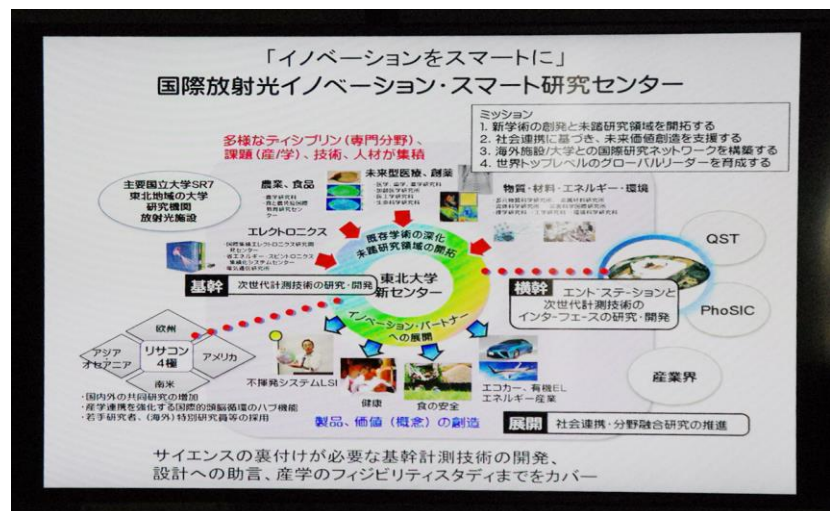 「イノベーションをスマートに」
国際放射光イノベーション・スマート研究センター
ミッション
1. 新学術の創発と未踏研究領域を開拓する
2. 社会連携に基づき、未来価値創造を支援する
3. 海外施設/大学との国際研究ネットワークを構築する
4. 世界トップレベルのグローバルリーダーを育成する
多様なディシプリン(専門分野)、
課題(産/学)、技術、人材が集積
主要国立大学SR7
東北地域の大学
研究機関
放射光施設
農業、食品
未来型医療、創薬
物質・材料・エネルギー・環境
エレクトロニクス
既存学術の深化
未踏研究領域の開拓
東北大学
新センター
イノベーション・パートナー
への展開
基幹 次世代計測技術の研究・開発
横幹 エンドステーションと
次世代計測技術の
インターフェースの研究・開発
QST
PhoSIC
産業界
欧州
アジア
オセアニア
リサコン
4極
アメリカ
南米
・国内外の共同研究の増加
・産学連携を強化する国際的頭脳循環のハブ機能
・若手研究者、(海外)特別研究員等の採用
不揮発システムLSI
健康
食の安全
エコカー、有機EL
エネルギー産業
製品、価値(概念)の創造
展開 社会連携・分野融合研究の推進
サイエンスの裏付けが必要な基幹計測技術の開発、
設計への助言、産学のフィジビリティスタディまでをカバー